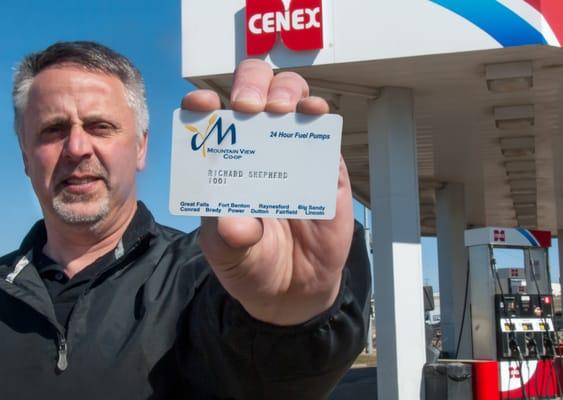 CENEX
M
24 Hour Fuel Pumps
MOUNTAIN VIEW
CO-OP
RICHARD SHEPHERD
1001
Great Falls Fort Benton Raynesford Big Sandy
Conrad Brady Power Dutton Fairfield Lincoln